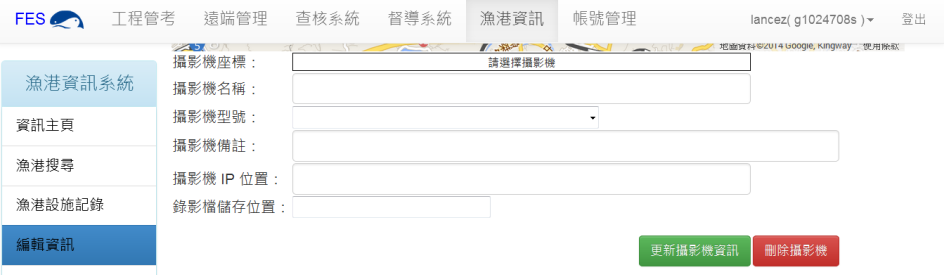 FES 工程管考 遠端管理 查核系統 督導系統 漁港資訊 帳號管理 lancez( g1024708s ) 登出
地圖資料©2014 Google, Kingway 使用條款
漁港資訊系統
資訊主頁
漁港搜尋
漁港設施記錄
編輯資訊
攝影機座標： 請選擇攝影機
攝影機名稱：
攝影機型號：
攝影機備註：
攝影機 IP 位置：
錄影檔儲存位置：
更新攝影機資訊 刪除攝影機